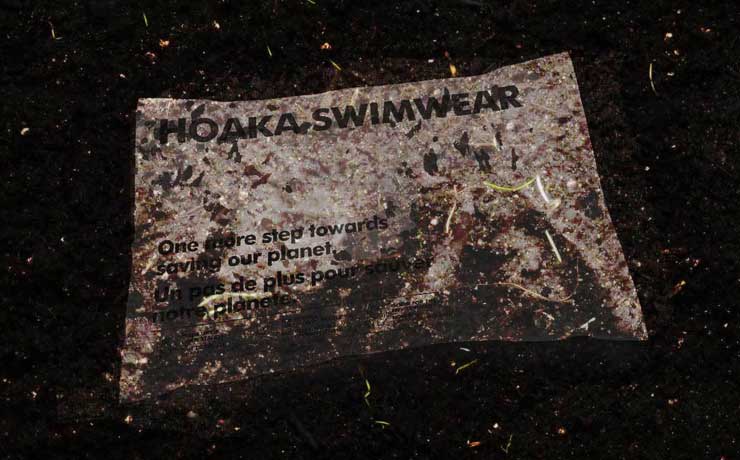 HOAKA SWIMWEAR
One more step towards
saving our planet.
Un pas de plus pour sauver
notre planète.